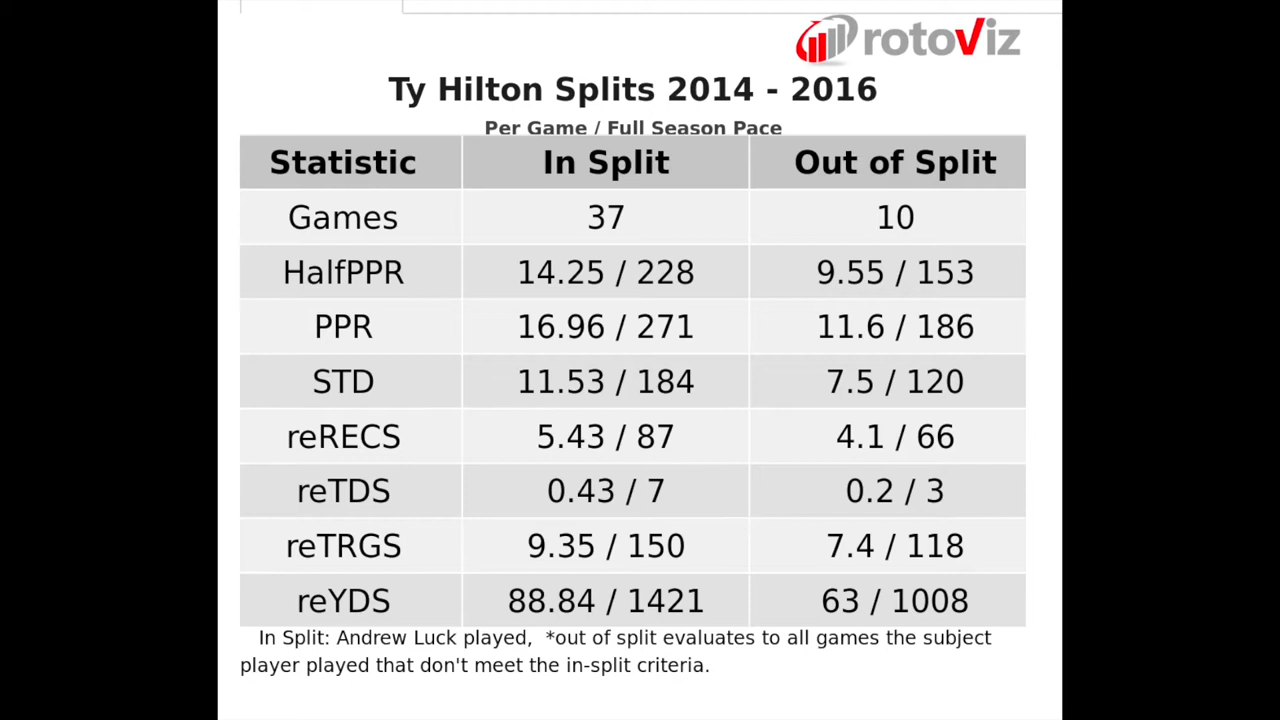 rotoviz
Ty Hilton Splits 2014 - 2016
Per Game / Full Season Pace
Statistic In Split Out of Split
Games 37 10
HalfPPR 14.25 / 228 9.55 / 153
PPR 16.96 / 271 11.6 / 186
STD 11.53 / 184 7.5 / 120
reRECS 5.43 / 87 4.1 / 66
reTDS 0.43 / 7 0.2 / 3
reTRGS 9.35 / 150 7.4 / 118
reYDS 88.84 / 1421 63 / 1008
In Split: Andrew Luck played, *out of split evaluates to all games the subject
player played that don't meet the in-split criteria.